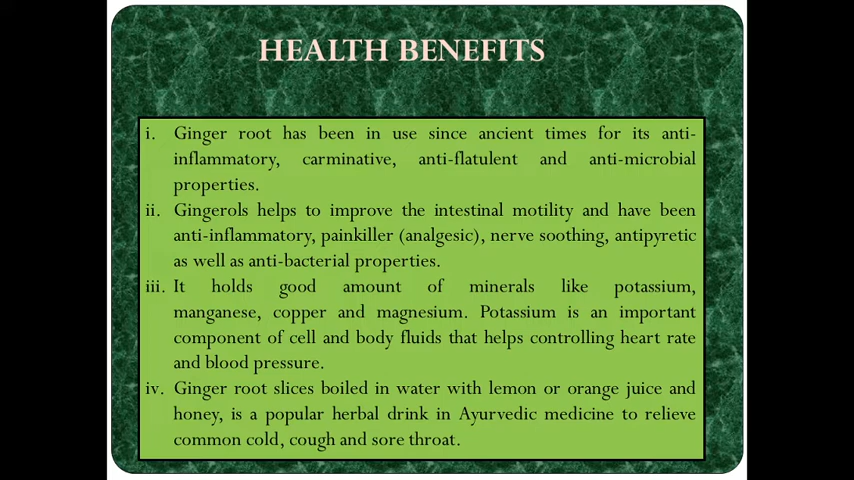 HEALTH BENEFITS
i. Ginger root has been in use since ancient times for its anti-
inflammatory, carminative, anti-flatulent and anti-microbial
properties.
ii. Gingerols helps to improve the intestinal motility and have been
anti-inflammatory, painkiller (analgesic), nerve soothing, antipyretic
as well as anti-bacterial properties.
iii. It holds good amount of minerals like potassium,
manganese, copper and magnesium. Potassium is an important
component of cell and body fluids that helps controlling heart rate
and blood pressure.
iv. Ginger root slices boiled in water with lemon or orange juice and
honey, is a popular herbal drink in Ayurvedic medicine to relieve
common cold, cough and sore throat.